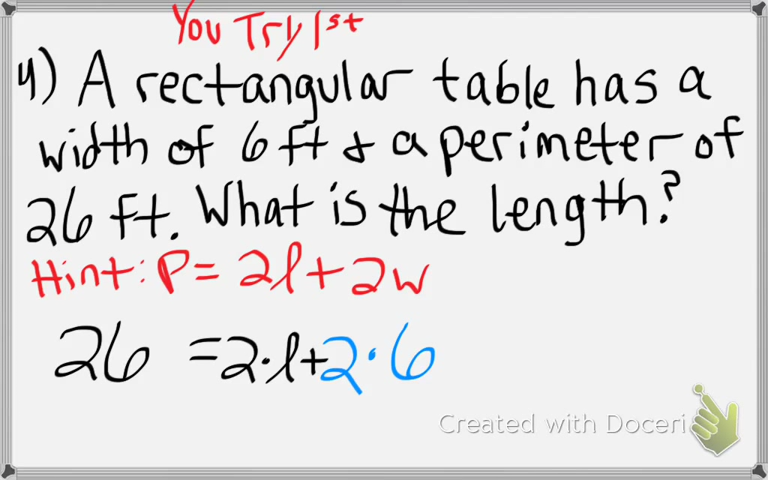 You Try 1st
4) A rectangular table has a
width of 6 ft & a perimeter of
26 ft. What is the length?
Hint: P = 2l + 2w
26 = 2·l + 2·6
Created with Doceri